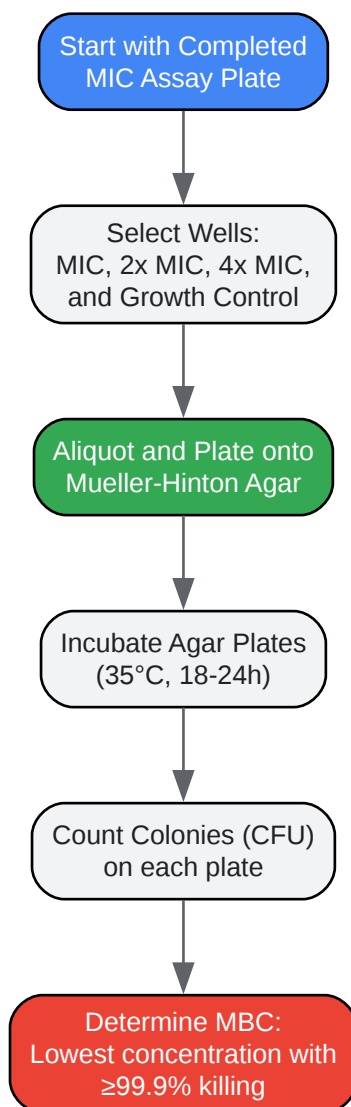 Start with Completed
MIC Assay Plate
Select Wells:
MIC, 2x MIC, 4x MIC,
and Growth Control
Aliquot and Plate onto
Mueller-Hinton Agar
Incubate Agar Plates
(35°C, 18-24h)
Count Colonies (CFU)
on each plate
Determine MBC:
Lowest concentration with
≥99.9% killing